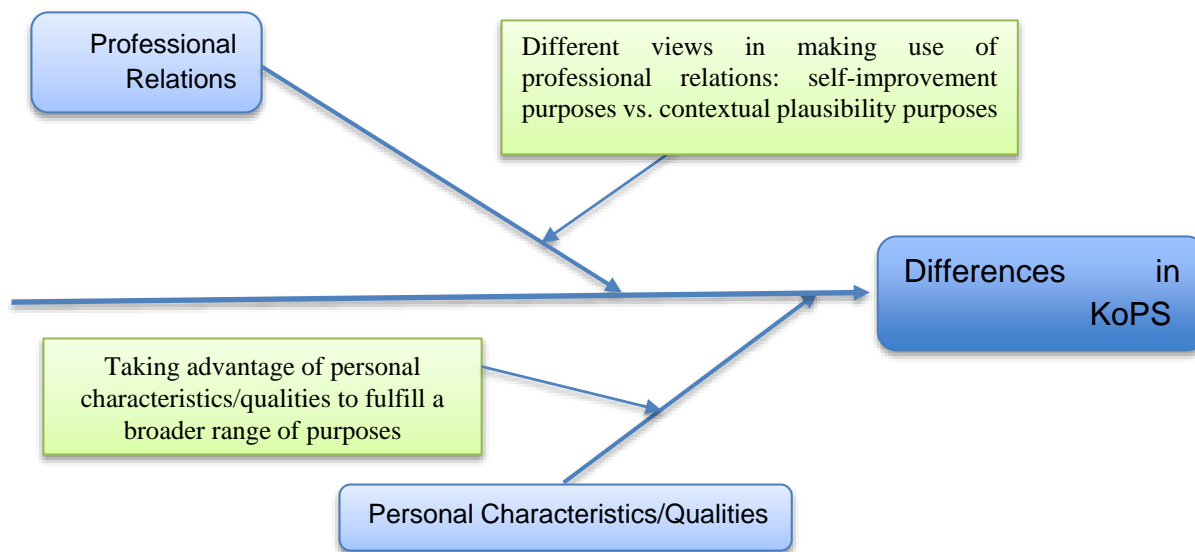 Professional
Relations
Different views in making use of
professional relations: self-improvement
purposes vs. contextual plausibility purposes
Differences in
KoPS
Taking advantage of personal
characteristics/qualities to fulfill a
broader range of purposes
Personal Characteristics/Qualities